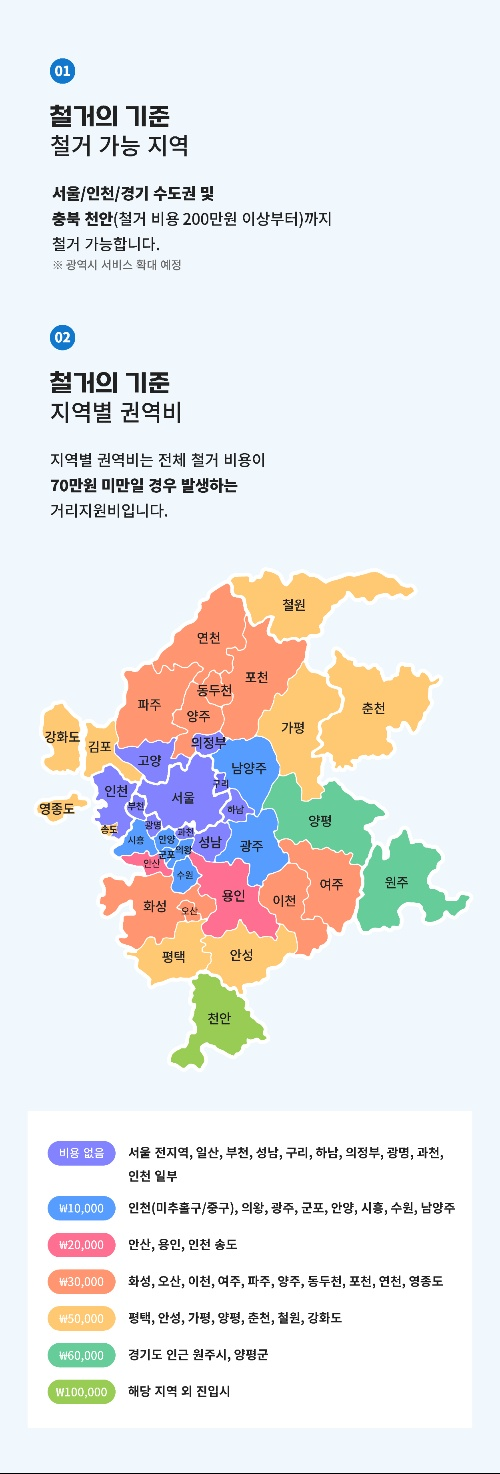 01
철거의 기준
철거 가능 지역
서울/인천/경기 수도권 및
충북 천안(철거 비용 200만원 이상부터)까지
철거 가능합니다.
※ 광역시 서비스 확대 예정
02
철거의 기준
지역별 권역비
지역별 권역비는 전체 철거 비용이
70만원 미만일 경우 발생하는
거리지원비입니다.
철원
연천
포천
동두천
파주
양주
춘천
가평
강화도
김포
의정부
고양
남양주
구리
인천
서울
부천
하남
영종도
송도
광명
양평
시흥
안양
과천
성남
광주
의왕
군포
안산
수원
원주
여주
용인
이천
화성
오산
평택
안성
천안
비용 없음 서울 전지역, 일산, 부천, 성남, 구리, 하남, 의정부, 광명, 과천,
인천 일부
₩10,000 인천(미추홀구/중구), 의왕, 광주, 군포, 안양, 시흥, 수원, 남양주
₩20,000 안산, 용인, 인천 송도
₩30,000 화성, 오산, 이천, 여주, 파주, 양주, 동두천, 포천, 연천, 영종도
₩50,000 평택, 안성, 가평, 양평, 춘천, 철원, 강화도
₩60,000 경기도 인근 원주시, 양평군
₩100,000 해당 지역 외 진입시